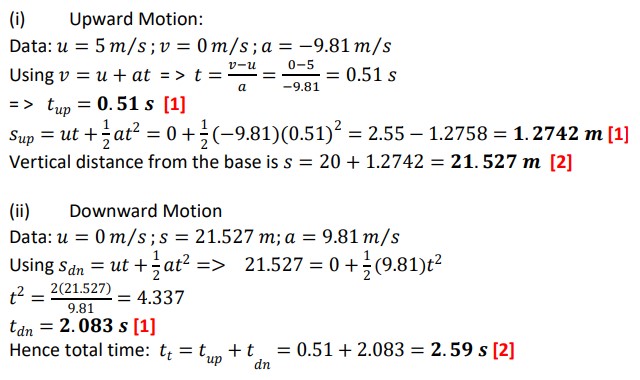 (i) Upward Motion:
Data: u = 5 m/s ; v = 0 m/s ; a = −9.81 m/s
Using v = u + at => t = (v−u)/a = (0−5)/(−9.81) = 0.51 s
=> t_up = 0.51 s [1]
s_up = ut + 1/2 at² = 0 + 1/2 (−9.81)(0.51)² = 2.55 − 1.2758 = 1.2742 m [1]
Vertical distance from the base is s = 20 + 1.2742 = 21.527 m [2]
(ii) Downward Motion
Data: u = 0 m/s ; s = 21.527 m; a = 9.81 m/s
Using s_dn = ut + 1/2 at² => 21.527 = 0 + 1/2 (9.81)t²
t² = 2(21.527)/9.81 = 4.337
t_dn = 2.083 s [1]
Hence total time: t_t = t_up + t_dn = 0.51 + 2.083 = 2.59 s [2]